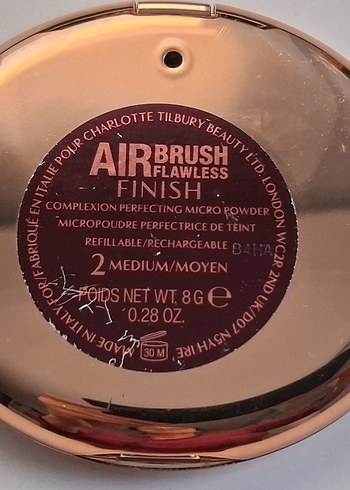 MADE IN ITALY FOR/FABRIQUÉ EN ITALIE POUR CHARLOTTE TILBURY BEAUTY LTD, LONDON WC2R 2ND UK/D07 N5YH IRE
AIRBRUSH
FLAWLESS
FINISH
COMPLEXION PERFECTING MICRO POWDER
MICROPOUDRE PERFECTRICE DE TEINT
REFILLABLE/RECHARGEABLE
2 MEDIUM/MOYEN
POIDS NET WT. 8 G ℮
0.28 OZ.
30 M